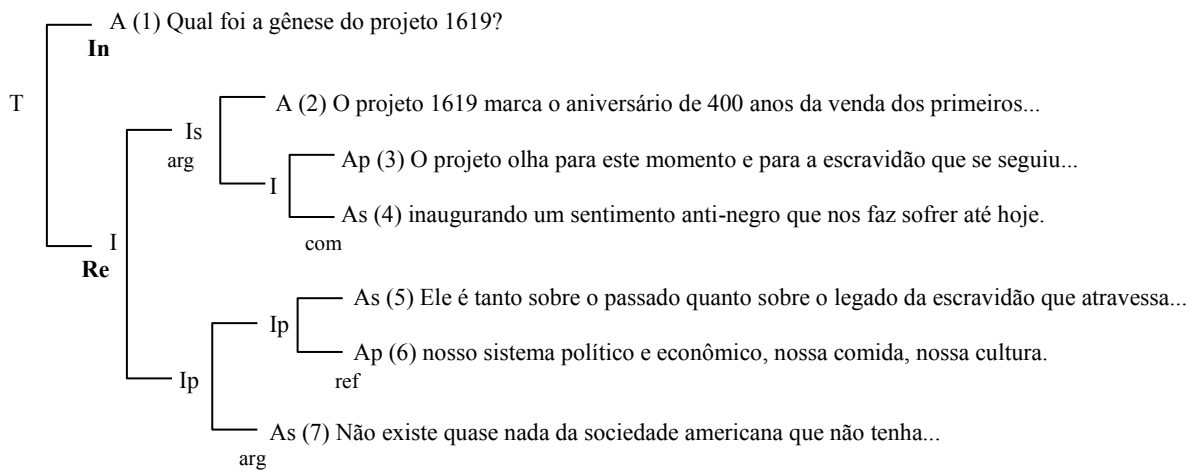 A (1) Qual foi a gênese do projeto 1619?
In
T
A (2) O projeto 1619 marca o aniversário de 400 anos da venda dos primeiros...
Is
arg
Ap (3) O projeto olha para este momento e para a escravidão que se seguiu...
I
As (4) inaugurando um sentimento anti-negro que nos faz sofrer até hoje.
com
I
Re
As (5) Ele é tanto sobre o passado quanto sobre o legado da escravidão que atravessa...
Ip
Ap (6) nosso sistema político e econômico, nossa comida, nossa cultura.
ref
Ip
As (7) Não existe quase nada da sociedade americana que não tenha...
arg